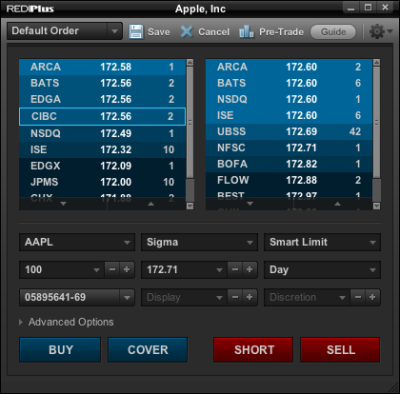 REDIPlus Apple, Inc
Default Order Save Cancel Pre-Trade Guide
ARCA 172.58 1
BATS 172.56 2
EDGA 172.56 2
CIBC 172.56 2
NSDQ 172.49 1
ISE 172.32 10
EDGX 172.09 1
JPMS 172.00 10
CHX 171.88 2
ARCA 172.60 2
BATS 172.60 6
NSDQ 172.60 1
ISE 172.60 6
UBSS 172.69 42
NFSC 172.71 1
BOFA 172.82 1
FLOW 172.88 2
BEST 172.97 1
AAPL Sigma Smart Limit
100 172.71 Day
05895641-69 Display Discretion
Advanced Options
BUY COVER SHORT SELL